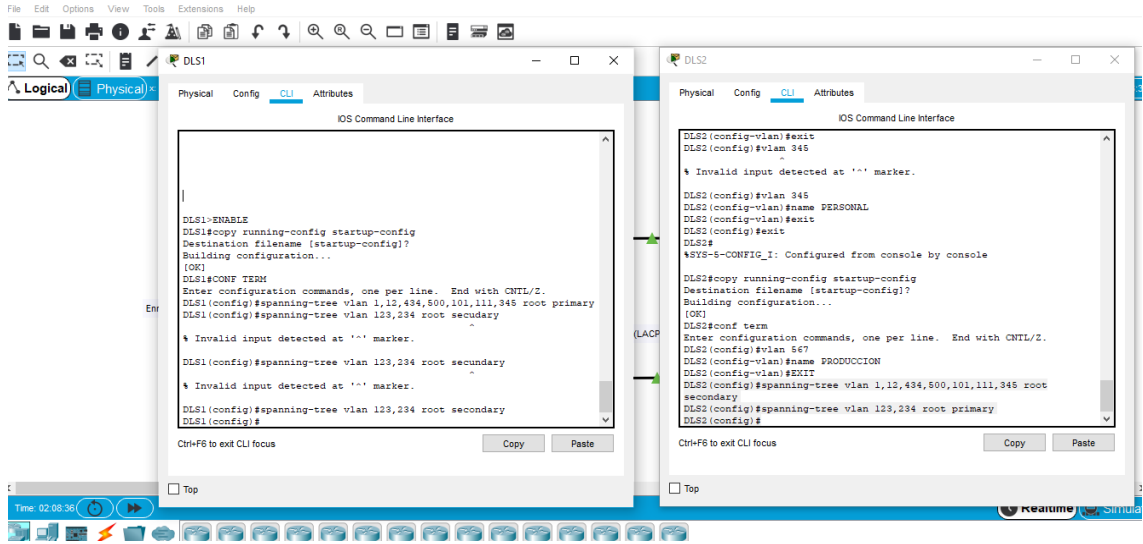 File Edit Options View Tools Extensions Help
DLS1
Physical Config CLI Attributes
IOS Command Line Interface
DLS1>ENABLE
DLS1#copy running-config startup-config
Destination filename [startup-config]?
Building configuration...
[OK]
DLS1#CONF TERM
Enter configuration commands, one per line. End with CNTL/Z.
DLS1(config)#spanning-tree vlan 1,12,434,500,101,111,345 root primary
DLS1(config)#spanning-tree vlan 123,234 root secudary
^
% Invalid input detected at '^' marker.
DLS1(config)#spanning-tree vlan 123,234 root secundary
^
% Invalid input detected at '^' marker.
DLS1(config)#spanning-tree vlan 123,234 root secondary
DLS1(config)#
Ctrl+F6 to exit CLI focus
Copy Paste
Top
DLS2
Physical Config CLI Attributes
IOS Command Line Interface
DLS2(config-vlan)#exit
DLS2(config)#vlam 345
^
% Invalid input detected at '^' marker.
DLS2(config)#vlan 345
DLS2(config-vlan)#name PERSONAL
DLS2(config-vlan)#exit
DLS2(config)#exit
DLS2#
%SYS-5-CONFIG_I: Configured from console by console
DLS2#copy running-config startup-config
Destination filename [startup-config]?
Building configuration...
[OK]
DLS2#conf term
Enter configuration commands, one per line. End with CNTL/Z.
DLS2(config)#vlan 567
DLS2(config-vlan)#name PRODUCCION
DLS2(config-vlan)#EXIT
DLS2(config)#spanning-tree vlan 1,12,434,500,101,111,345 root
secondary
DLS2(config)#spanning-tree vlan 123,234 root primary
DLS2(config)#
Ctrl+F6 to exit CLI focus
Copy Paste
Top
Logical Physical
(LACP
Time: 02:08:36
Realtime